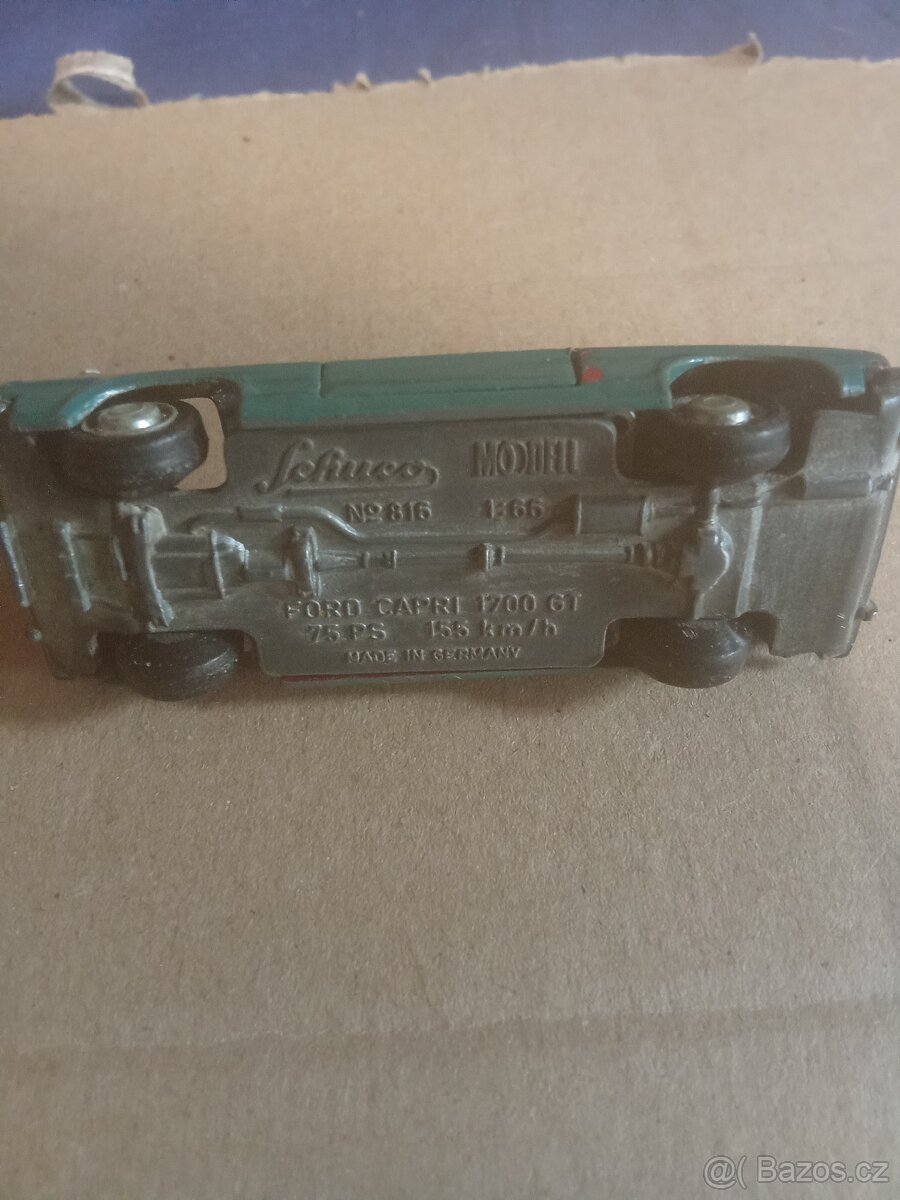 Schuco MODELL
No 816 1:66
FORD CAPRI 1700 GT
75 PS 155 km/h
MADE IN GERMANY
@( Bazos.cz